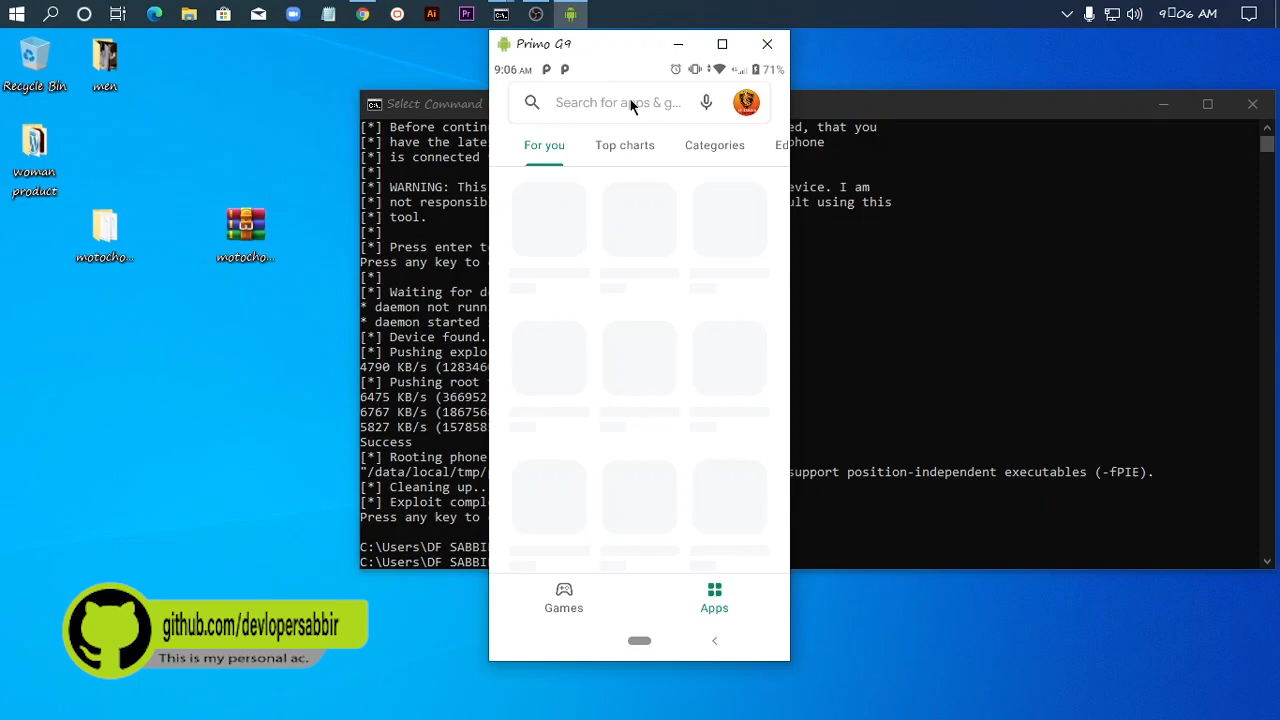 Ai
Pr
9:06 AM
Recycle Bin
men
woman
product
motocho...
motocho...
Select Command
[*] Before contin
ed, that you
[*] have the late
phone
[*] is connected
[*]
[*] WARNING: This
evice. I am
[*] not responsib
ult using this
[*] tool.
[*]
[*] Press enter t
Press any key to
[*]
[*] Waiting for d
* daemon not runn
* daemon started
[*] Device found.
[*] Pushing explo
4790 KB/s (128346
[*] Pushing root
6475 KB/s (366952
6767 KB/s (186756
5827 KB/s (157858
Success
[*] Rooting phone
"/data/local/tmp/
support position-independent executables (-fPIE).
[*] Cleaning up..
[*] Exploit compl
Press any key to
C:\Users\DF SABBI
C:\Users\DF SABBI
Primo G9
9:06 AM
71%
Search for apps & g...
For you
Top charts
Categories
Ed
Games
Apps
github.com/devlopersabbir
This is my personal ac.